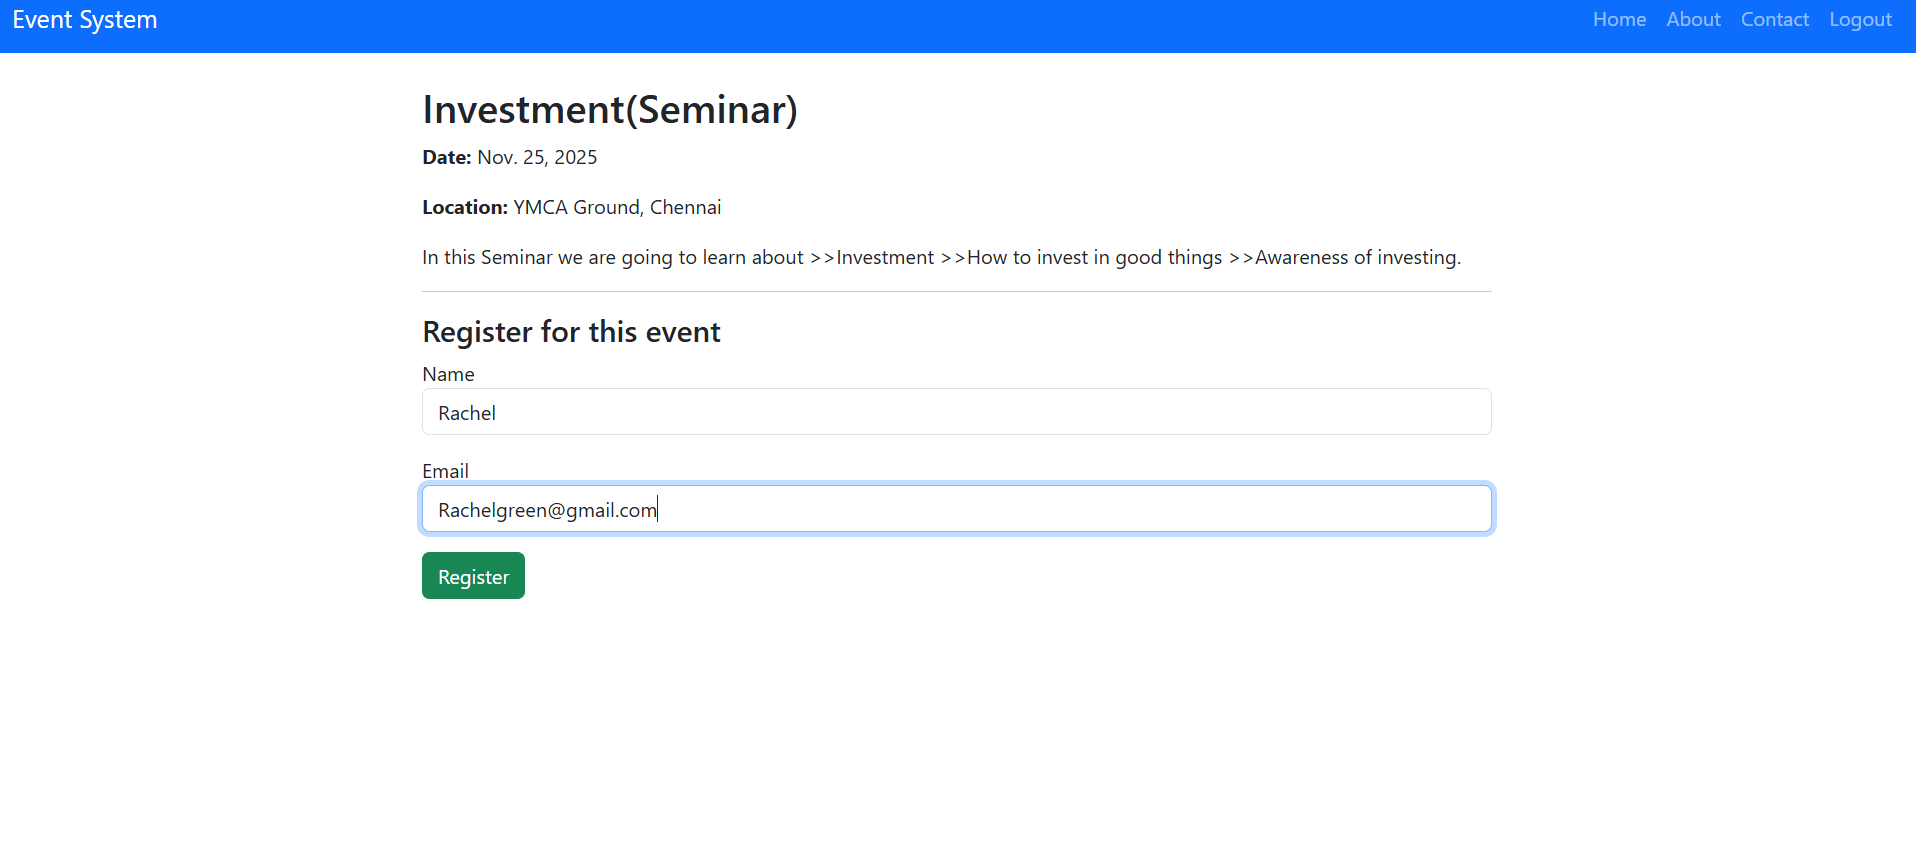 Event System
Home About Contact Logout
Investment(Seminar)
Date: Nov. 25, 2025
Location: YMCA Ground, Chennai
In this Seminar we are going to learn about >>Investment >>How to invest in good things >>Awareness of investing.
Register for this event
Name
Rachel
Email
Rachelgreen@gmail.com
Register